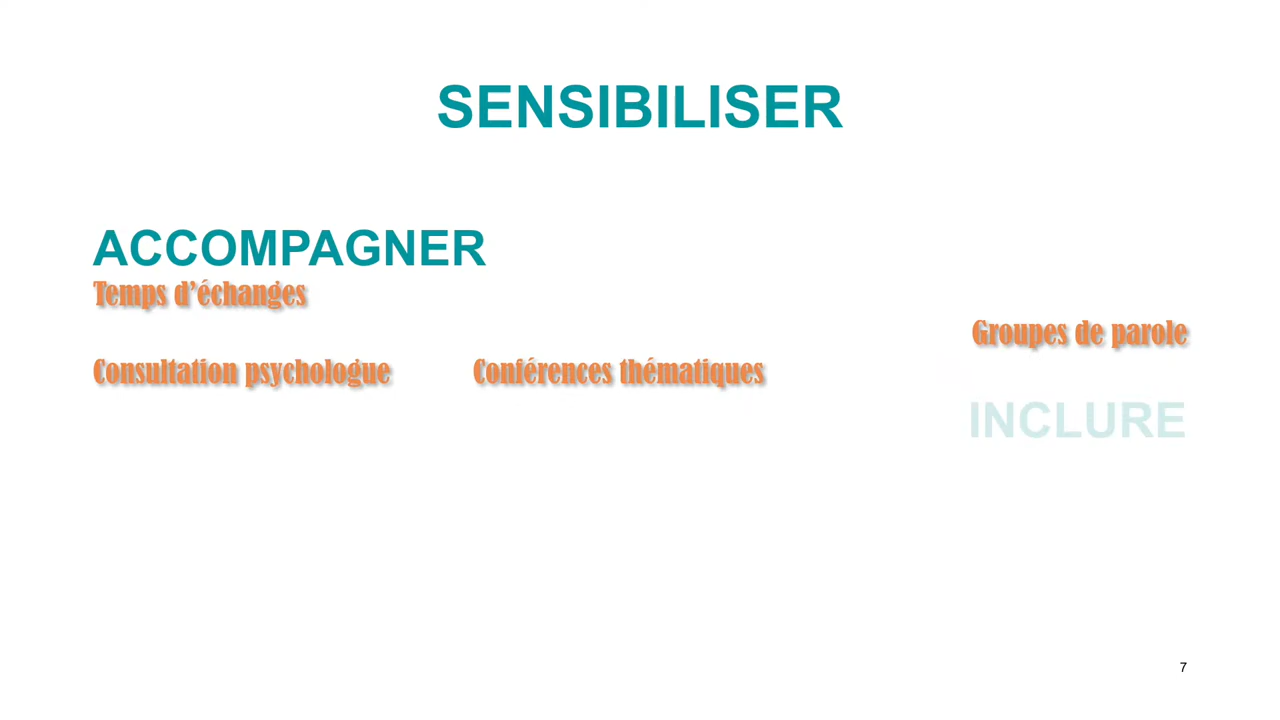 SENSIBILISER
ACCOMPAGNER
Temps d’échanges
Groupes de parole
Consultation psychologue
Conférences thématiques
INCLURE
7